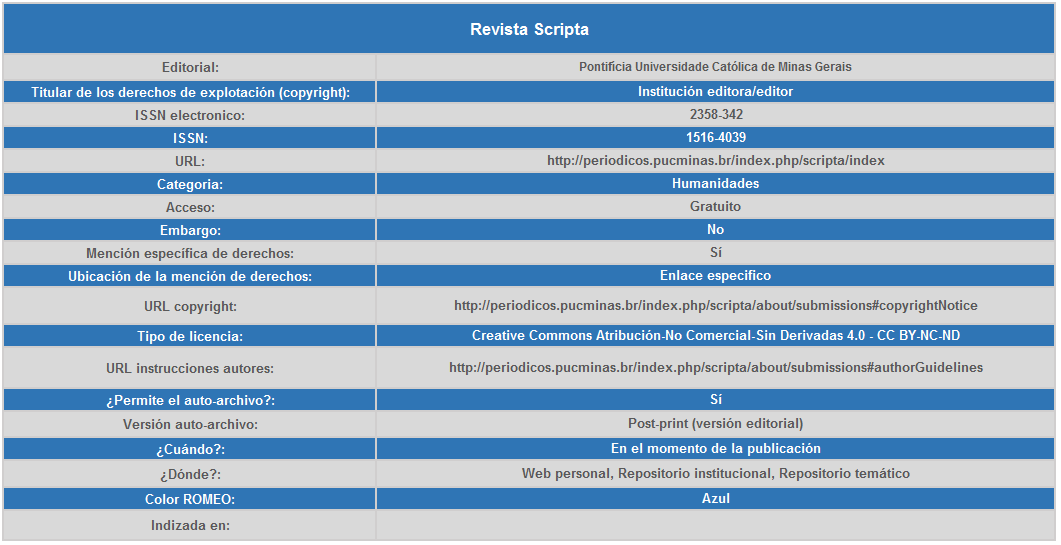 Revista Scripta
Editorial: Pontificia Universidade Católica de Minas Gerais
Titular de los derechos de explotación (copyright): Institución editora/editor
ISSN electronico: 2358-342
ISSN: 1516-4039
URL: http://periodicos.pucminas.br/index.php/scripta/index
Categoria: Humanidades
Acceso: Gratuito
Embargo: No
Mención específica de derechos: Sí
Ubicación de la mención de derechos: Enlace especifico
URL copyright: http://periodicos.pucminas.br/index.php/scripta/about/submissions#copyrightNotice
Tipo de licencia: Creative Commons Atribución-No Comercial-Sin Derivadas 4.0 - CC BY-NC-ND
URL instrucciones autores: http://periodicos.pucminas.br/index.php/scripta/about/submissions#authorGuidelines
¿Permite el auto-archivo?: Sí
Versión auto-archivo: Post-print (versión editorial)
¿Cuándo?: En el momento de la publicación
¿Dónde?: Web personal, Repositorio institucional, Repositorio temático
Color ROMEO: Azul
Indizada en: